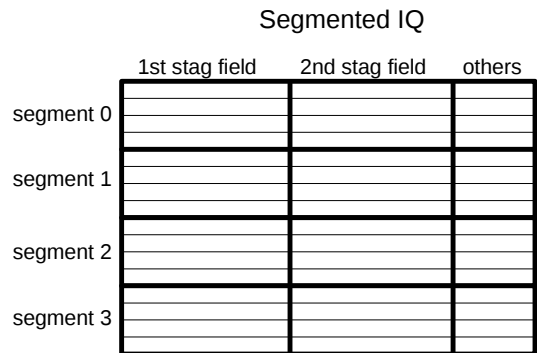 Segmented IQ
1st stag field 2nd stag field others
segment 0
segment 1
segment 2
segment 3